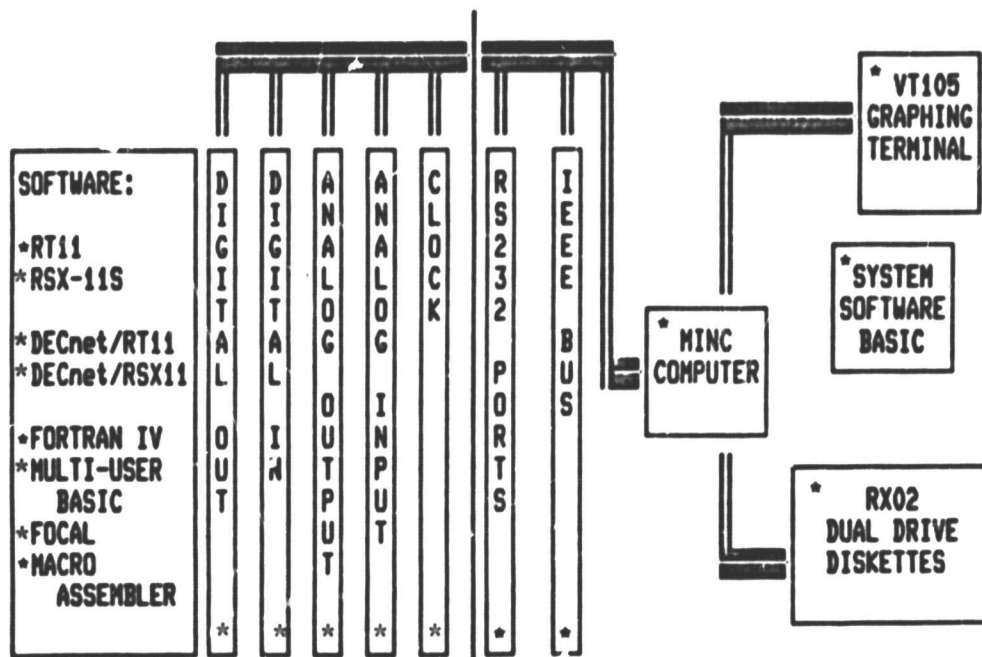 SOFTWARE:
*RT11
*RSX-11S
*DECnet/RT11
*DECnet/RSX11
*FORTRAN IV
*MULTI-USER
BASIC
*FOCAL
*MACRO
ASSEMBLER
DIGITAL OUT
*
DIGITAL IN
*
ANALOG OUTPUT
*
ANALOG INPUT
*
CLOCK
*
RS232 PORTS
*
IEEE BUS
*
* MINC
COMPUTER
* VT105
GRAPHING
TERMINAL
* SYSTEM
SOFTWARE
BASIC
* RX02
DUAL DRIVE
DISKETTES